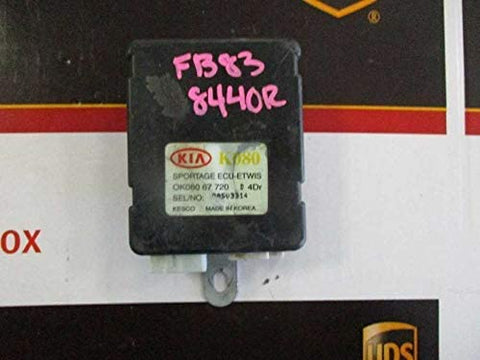 ®
FB83
8440R
KIA K080
SPORTAGE ECU-ETWIS
OK080 67 720 4Dr
SEL/NO:
KESCO MADE IN KOREA
OX
ups